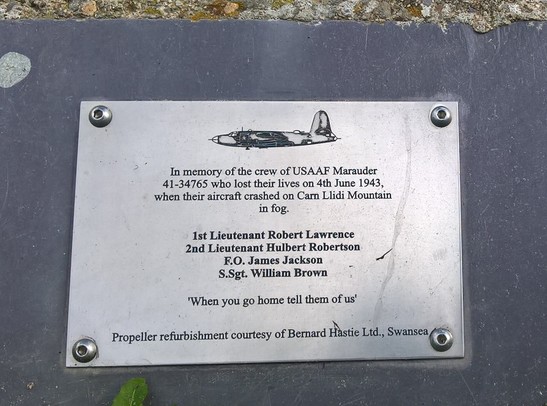 In memory of the crew of USAAF Marauder
41-34765 who lost their lives on 4th June 1943,
when their aircraft crashed on Carn Llidi Mountain
in fog.
1st Lieutenant Robert Lawrence
2nd Lieutenant Hulbert Robertson
F.O. James Jackson
S.Sgt. William Brown
'When you go home tell them of us'
Propeller refurbishment courtesy of Bernard Hastie Ltd., Swansea